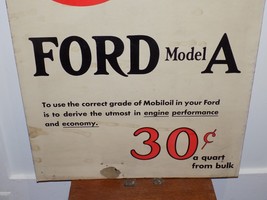 FORD Model A
To use the correct grade of Mobiloil in your Ford
is to derive the utmost in engine performance
and economy.
30¢
a quart
from bulk